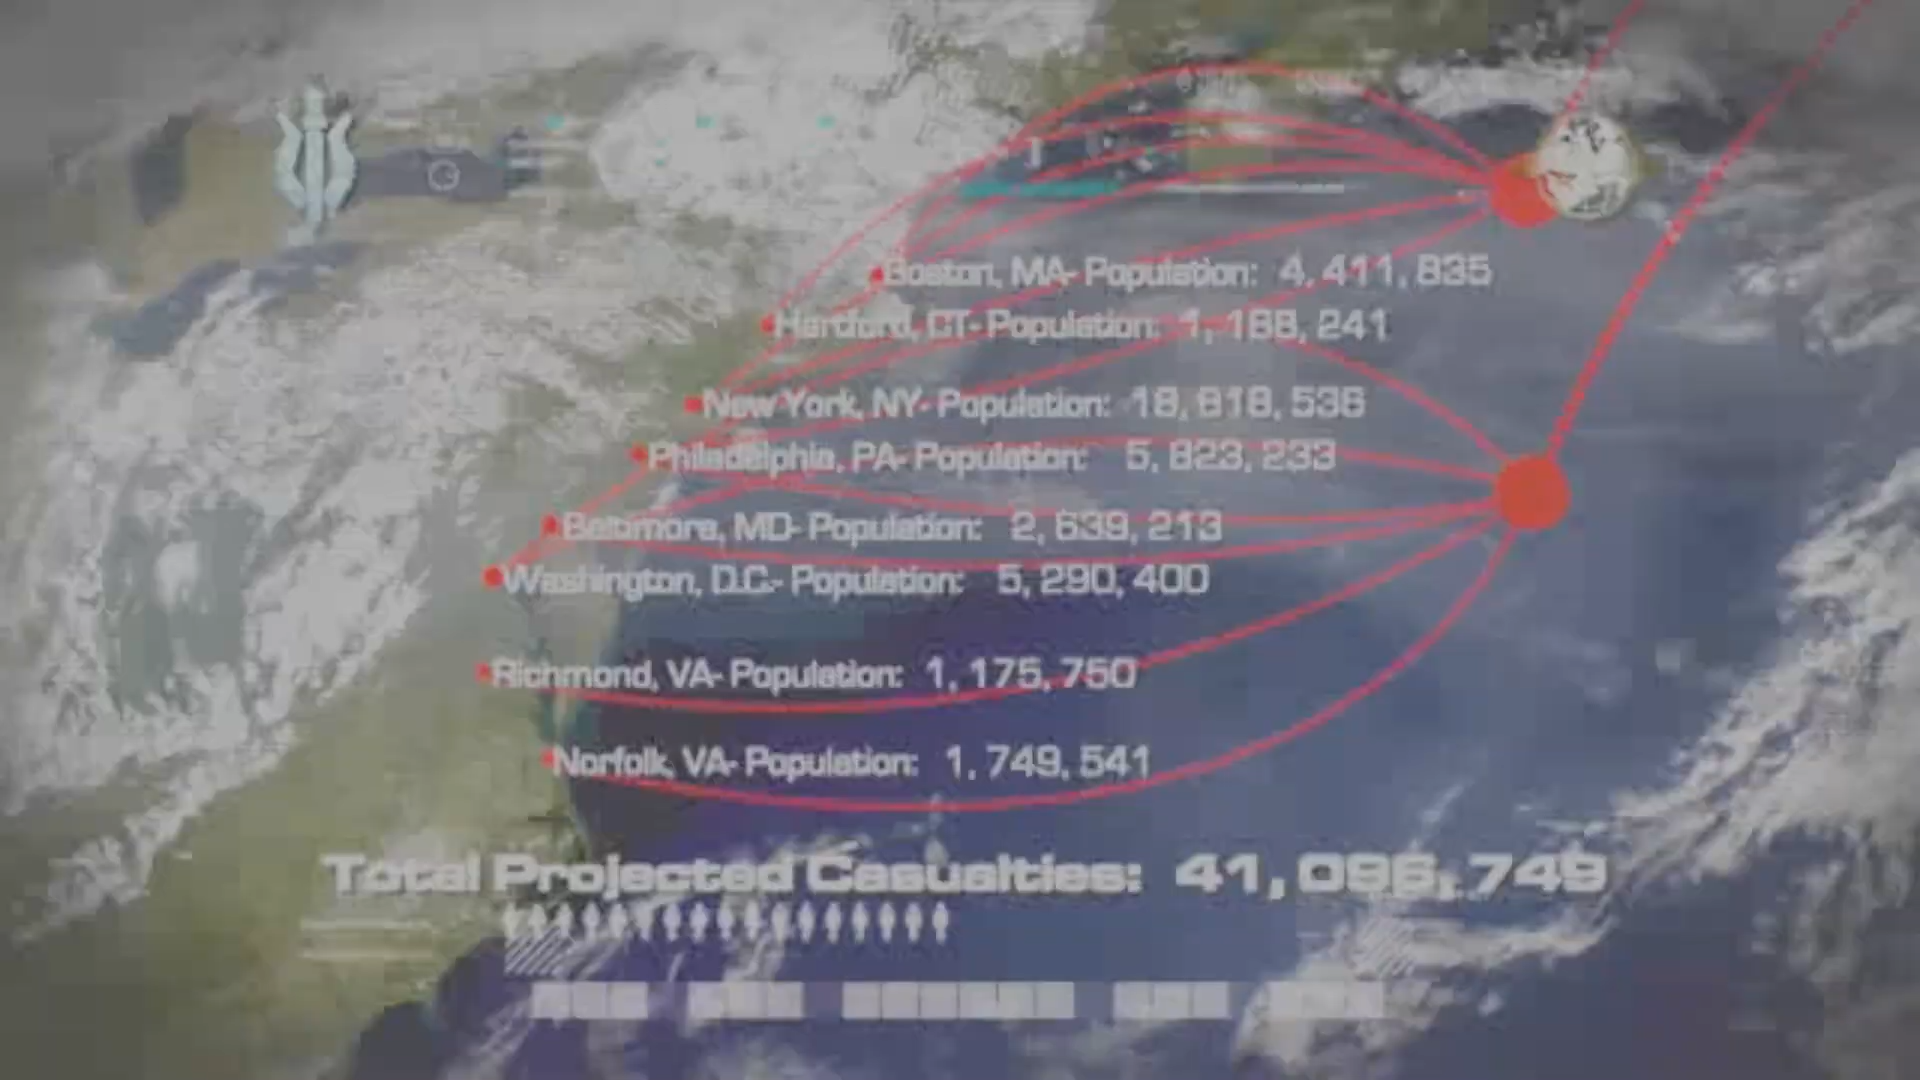 Boston, MA- Population: 4, 411, 835
Hartford, CT- Population: 1, 188, 241
New York, NY- Population: 18, 818, 536
Philadelphia, PA- Population: 5, 823, 233
Baltimore, MD- Population: 2, 639, 213
Washington, D.C.- Population: 5, 290, 400
Richmond, VA- Population: 1, 175, 750
Norfolk, VA- Population: 1, 749, 541
Total Projected Casualties: 41, 096, 749